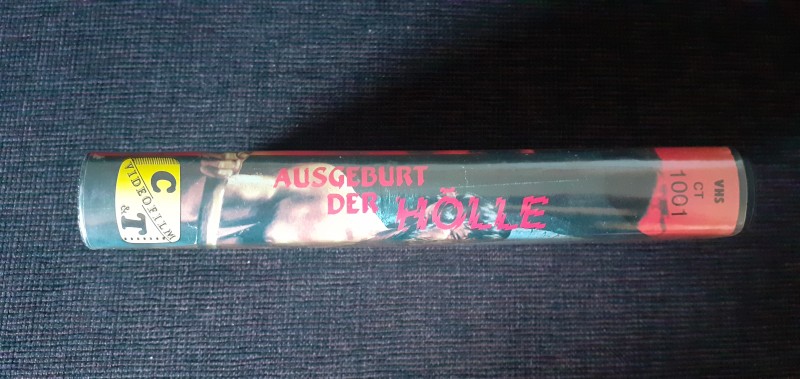 C
VIDEOFILM
& T
AUSGEBURT
DER HÖLLE
VHS
CT
1001